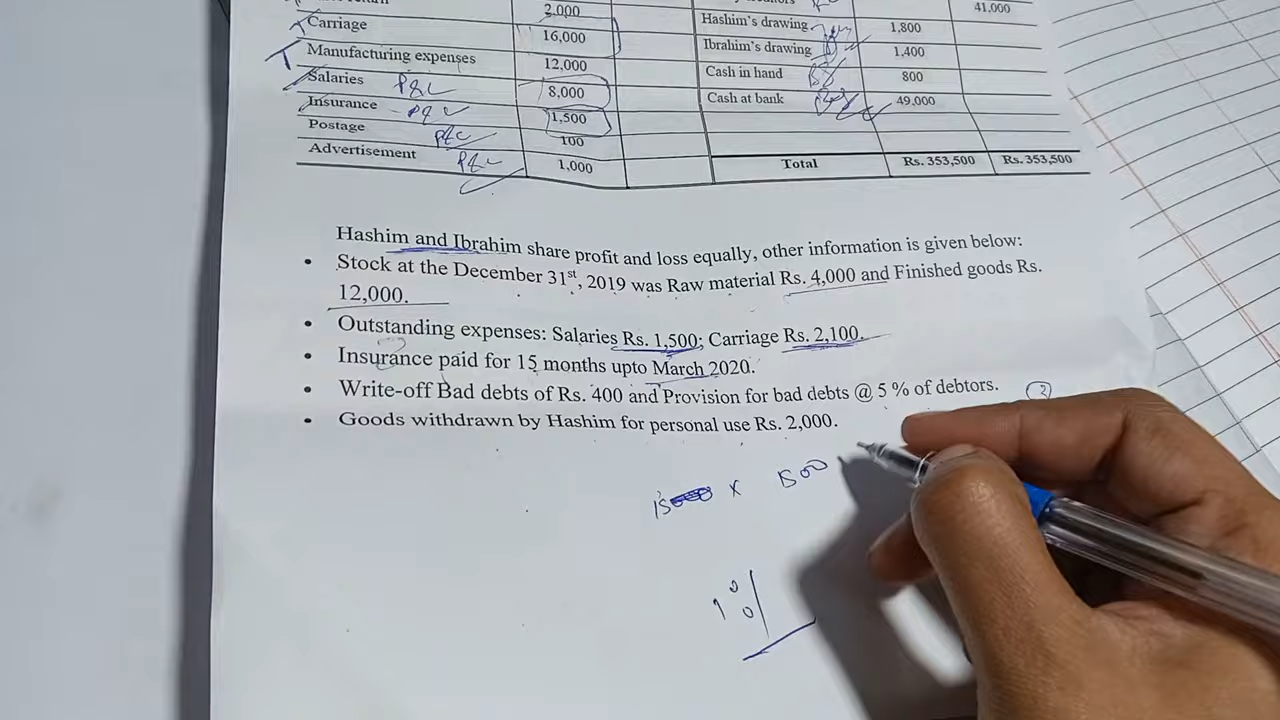 2,000
41,000
Carriage 16,000 Hashim's drawing 1,800
Manufacturing expenses 12,000 Ibrahim's drawing 1,400
Salaries P&L 8,000 Cash in hand 800
Insurance P&L 1,500 Cash at bank 49,000
Postage P&L 100
Advertisement P&L 1,000 Total Rs. 353,500 Rs. 353,500
Hashim and Ibrahim share profit and loss equally, other information is given below:
• Stock at the December 31st, 2019 was Raw material Rs. 4,000 and Finished goods Rs.
12,000.
• Outstanding expenses: Salaries Rs. 1,500; Carriage Rs. 2,100.
• Insurance paid for 15 months upto March 2020.
• Write-off Bad debts of Rs. 400 and Provision for bad debts @ 5 % of debtors. 2
• Goods withdrawn by Hashim for personal use Rs. 2,000.
15 x 1500